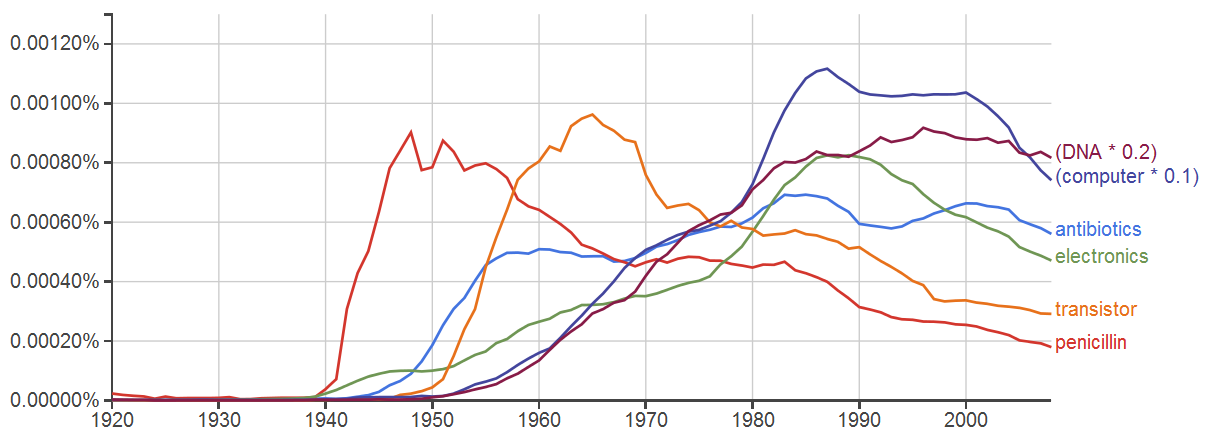 0.00120%
0.00100%
0.00080%
0.00060%
0.00040%
0.00020%
0.00000%
1920 1930 1940 1950 1960 1970 1980 1990 2000
(DNA * 0.2)
(computer * 0.1)
antibiotics
electronics
transistor
penicillin